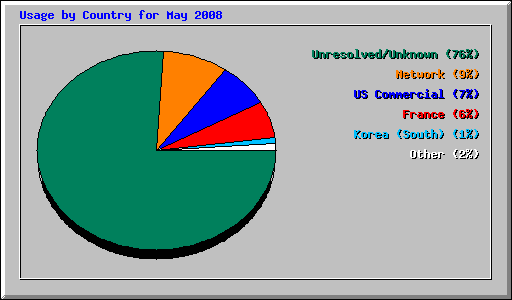 Usage by Country for May 2008
Unresolved/Unknown (76%)
Network (9%)
US Commercial (7%)
France (6%)
Korea (South) (1%)
Other (2%)